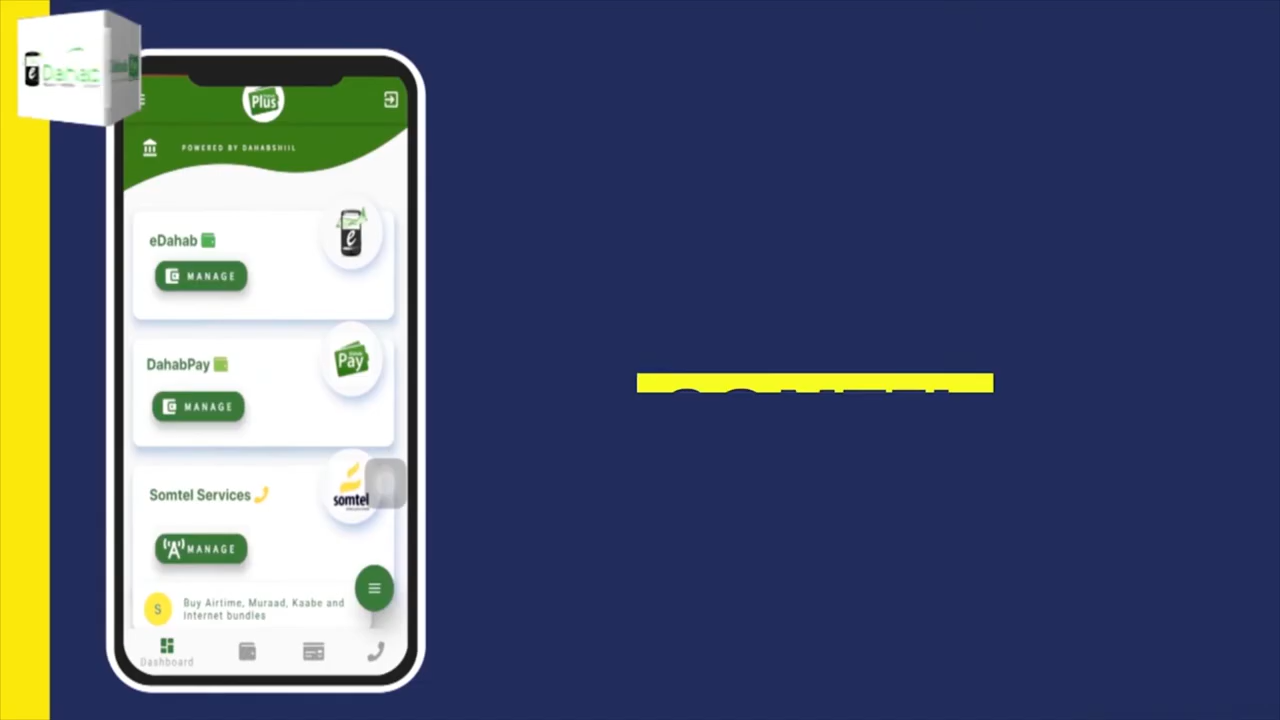 e Dahab
Plus
POWERED BY DAHABSHIIL
eDahab
e
MANAGE
DahabPay
Pay
MANAGE
Somtel Services
somtel
MANAGE
S
Buy Airtime, Muraad, Kaabe and
Internet bundles
Dashboard